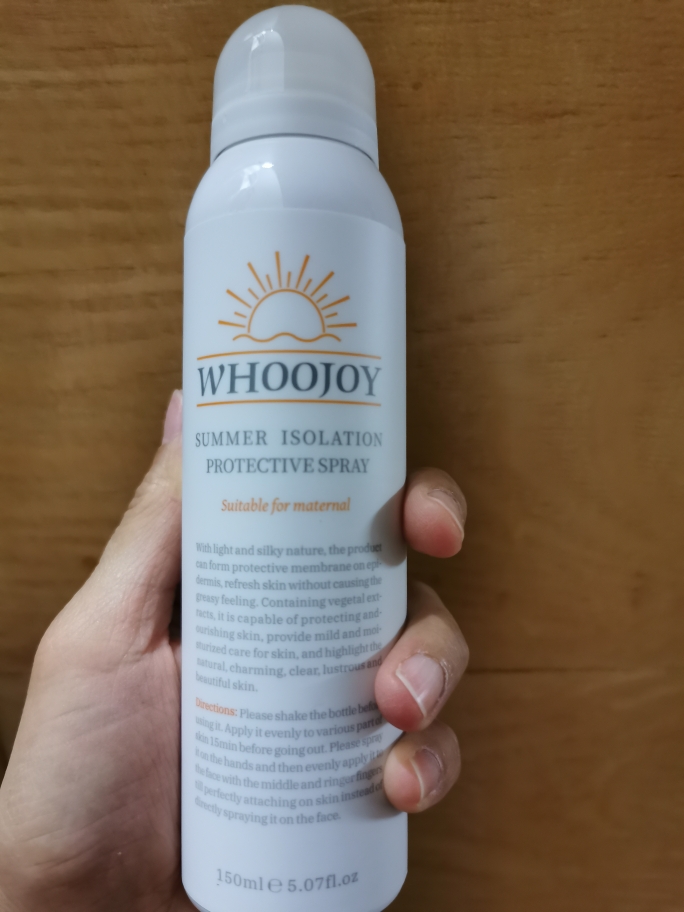 WHOOJOY
SUMMER ISOLATION
PROTECTIVE SPRAY
Suitable for maternal
With light and silky nature, the product
can form protective membrane on epi-
dermis, refresh skin without causing the
greasy feeling. Containing vegetal ext-
racts, it is capable of protecting and
nourishing skin, provide mild and moi-
sturized care for skin, and highlight the
natural, charming, clear, lustrous and
beautiful skin.
Directions: Please shake the bottle before
using it. Apply it evenly to various part of
skin 15min before going out. Please spray
it on the hands and then evenly apply it to
the face with the middle and ring fingers
till perfectly attaching on skin instead of
directly spraying it on the face.
150ml ℮ 5.07fl.oz